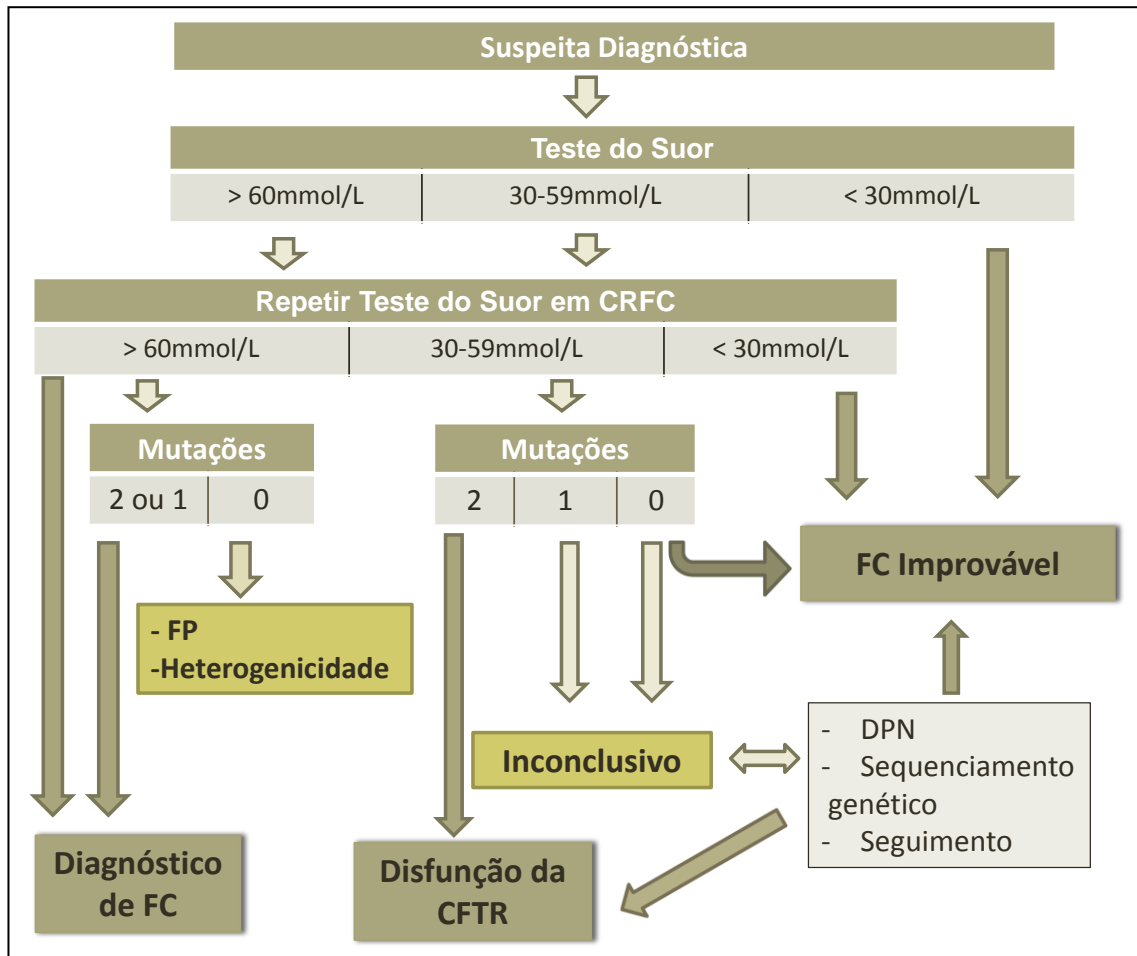 Suspeita Diagnóstica
Teste do Suor
> 60mmol/L 30-59mmol/L < 30mmol/L
Repetir Teste do Suor em CRFC
> 60mmol/L 30-59mmol/L < 30mmol/L
Mutações
2 ou 1 0
Mutações
2 1 0
FC Improvável
- FP
-Heterogenicidade
Inconclusivo
- DPN
- Sequenciamento
genético
- Seguimento
Diagnóstico
de FC
Disfunção da
CFTR